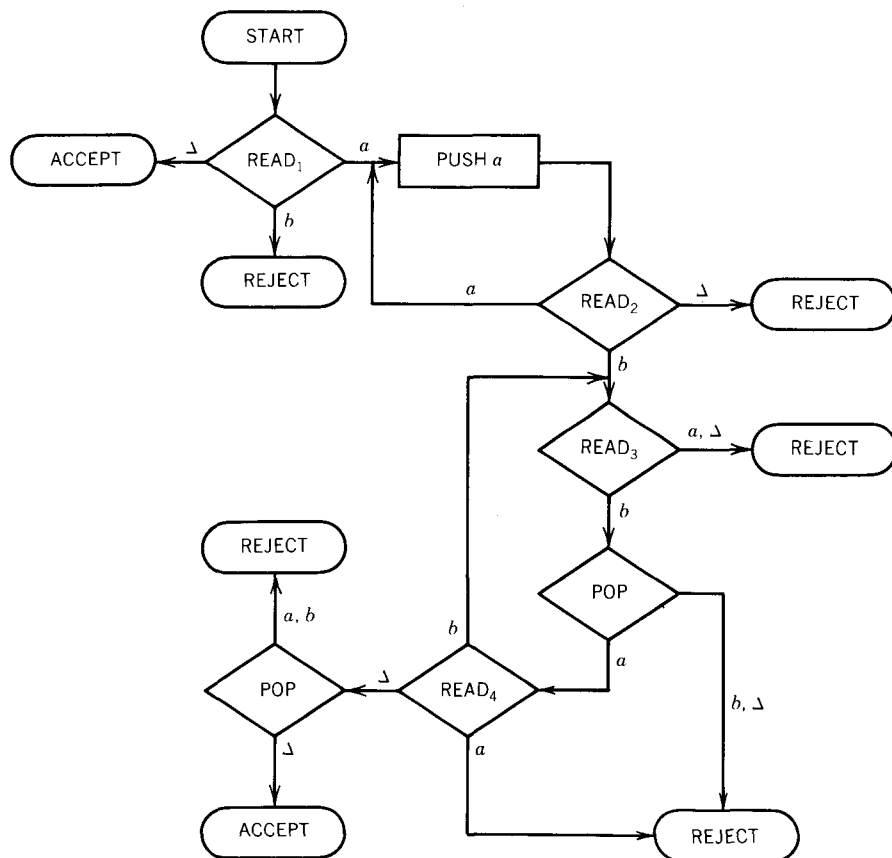 START
ACCEPT
Δ
READ₁
a
PUSH a
b
REJECT
a
READ₂
Δ
REJECT
b
READ₃
a, Δ
REJECT
b
REJECT
POP
a, b
b
a
POP
Δ
READ₄
b, Δ
Δ
a
ACCEPT
REJECT